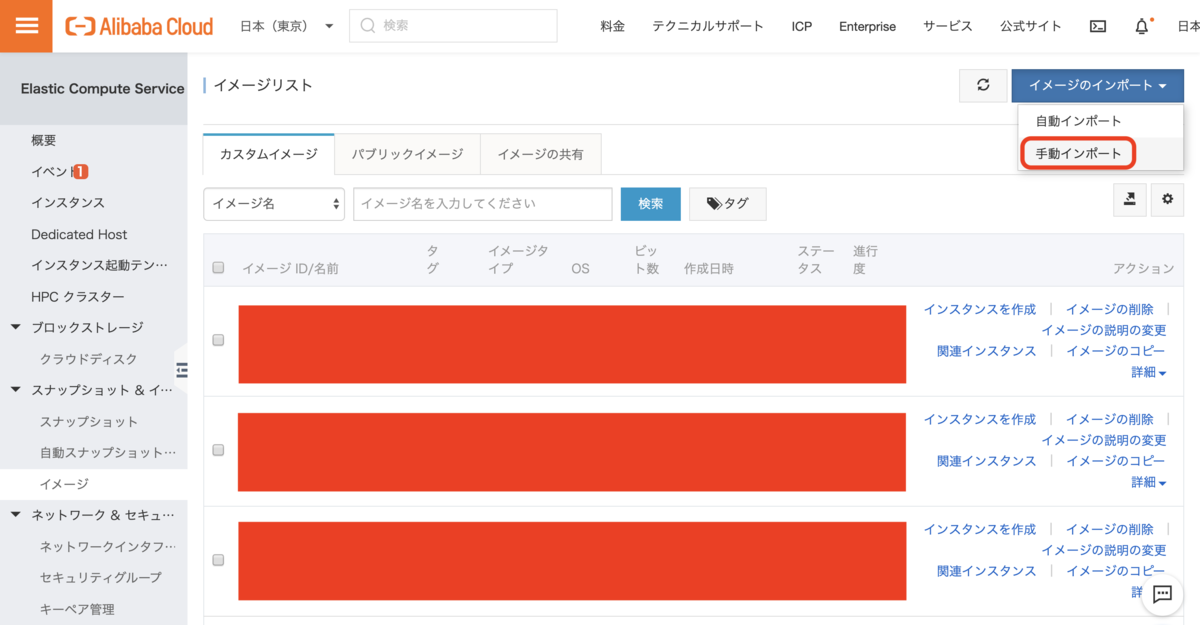 Alibaba Cloud
日本（東京）
検索
料金
テクニカルサポート
ICP
Enterprise
サービス
公式サイト
日本
Elastic Compute Service
概要
イベント 1
インスタンス
Dedicated Host
インスタンス起動テン…
HPC クラスター
ブロックストレージ
クラウドディスク
スナップショット & イ…
スナップショット
自動スナップショット…
イメージ
ネットワーク & セキュ…
ネットワークインタフ…
セキュリティグループ
キーペア管理
イメージリスト
イメージのインポート
自動インポート
手動インポート
カスタムイメージ
パブリックイメージ
イメージの共有
イメージ名
イメージ名を入力してください
検索
タグ
イメージ ID/名前
タグ
イメージタイプ
OS
ビット数
作成日時
ステータス
進行度
アクション
インスタンスを作成 | イメージの削除 |
イメージの説明の変更
関連インスタンス | イメージのコピー
詳細
インスタンスを作成 | イメージの削除 |
イメージの説明の変更
関連インスタンス | イメージのコピー
詳細
インスタンスを作成 | イメージの削除 |
イメージの説明の変更
関連インスタンス | イメージのコピー
詳